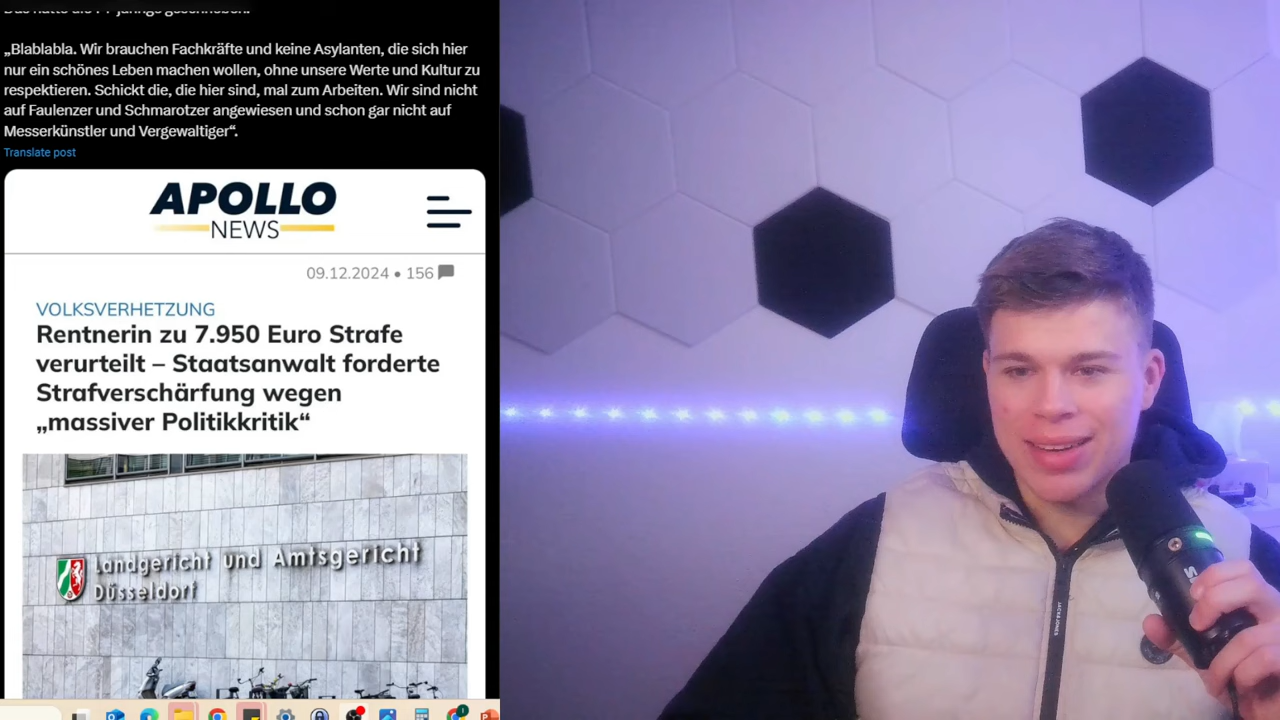 „Blablabla. Wir brauchen Fachkräfte und keine Asylanten, die sich hier
nur ein schönes Leben machen wollen, ohne unsere Werte und Kultur zu
respektieren. Schickt die, die hier sind, mal zum Arbeiten. Wir sind nicht
auf Faulenzer und Schmarotzer angewiesen und schon gar nicht auf
Messerkünstler und Vergewaltiger“.
Translate post
APOLLO
NEWS
09.12.2024 • 156
VOLKSVERHETZUNG
Rentnerin zu 7.950 Euro Strafe
verurteilt – Staatsanwalt forderte
Strafverschärfung wegen
„massiver Politikkritik“
Landgericht und Amtsgericht
Düsseldorf
JACK&JONES